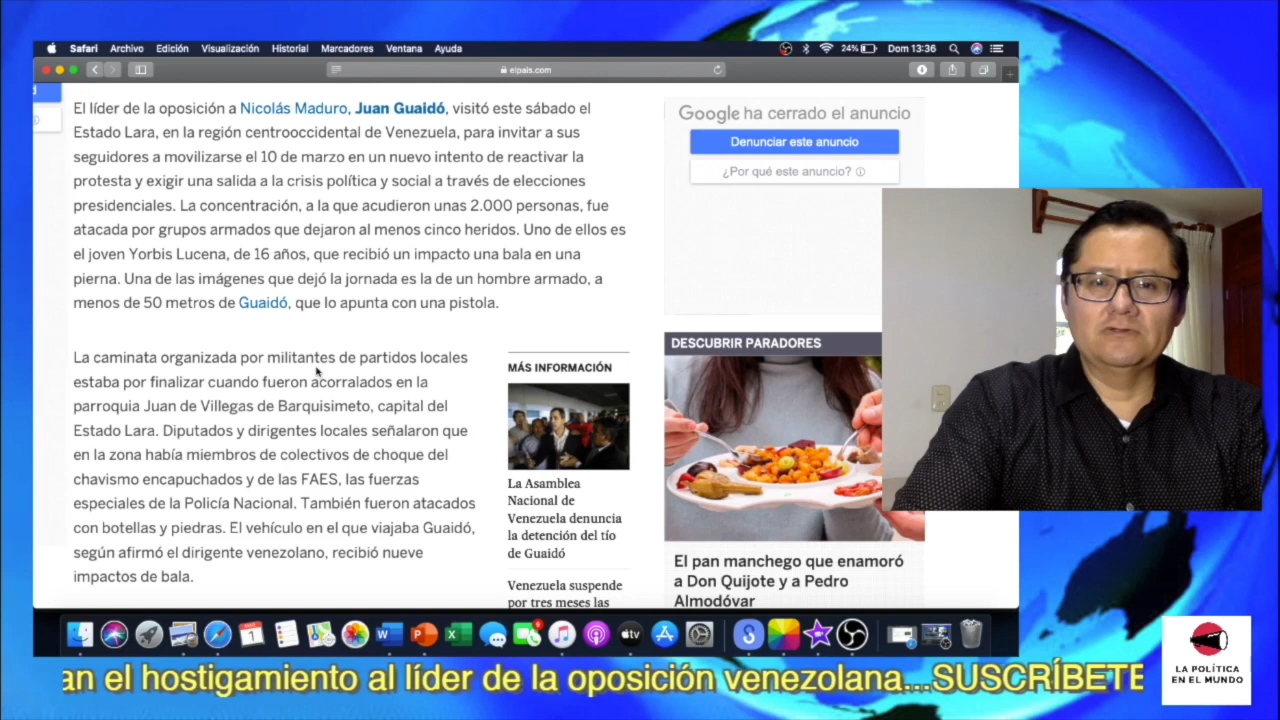 Safari Archivo Edición Visualización Historial Marcadores Ventana Ayuda
24% Dom 13:36
elpais.com
El líder de la oposición a Nicolás Maduro, Juan Guaidó, visitó este sábado el
Estado Lara, en la región centrooccidental de Venezuela, para invitar a sus
seguidores a movilizarse el 10 de marzo en un nuevo intento de reactivar la
protesta y exigir una salida a la crisis política y social a través de elecciones
presidenciales. La concentración, a la que acudieron unas 2.000 personas, fue
atacada por grupos armados que dejaron al menos cinco heridos. Uno de ellos es
el joven Yorbis Lucena, de 16 años, que recibió un impacto una bala en una
pierna. Una de las imágenes que dejó la jornada es la de un hombre armado, a
menos de 50 metros de Guaidó, que lo apunta con una pistola.
La caminata organizada por militantes de partidos locales
estaba por finalizar cuando fueron acorralados en la
parroquia Juan de Villegas de Barquisimeto, capital del
Estado Lara. Diputados y dirigentes locales señalaron que
en la zona había miembros de colectivos de choque del
chavismo encapuchados y de las FAES, las fuerzas
especiales de la Policía Nacional. También fueron atacados
con botellas y piedras. El vehículo en el que viajaba Guaidó,
según afirmó el dirigente venezolano, recibió nueve
impactos de bala.
MÁS INFORMACIÓN
La Asamblea
Nacional de
Venezuela denuncia
la detención del tío
de Guaidó
Venezuela suspende
por tres meses las
Google ha cerrado el anuncio
Denunciar este anuncio
¿Por qué este anuncio?
DESCUBRIR PARADORES
El pan manchego que enamoró
a Don Quijote y a Pedro
Almodóvar
an el hostigamiento al líder de la oposición venezolana...SUSCRÍBETE
LA POLÍTICA
EN EL MUNDO